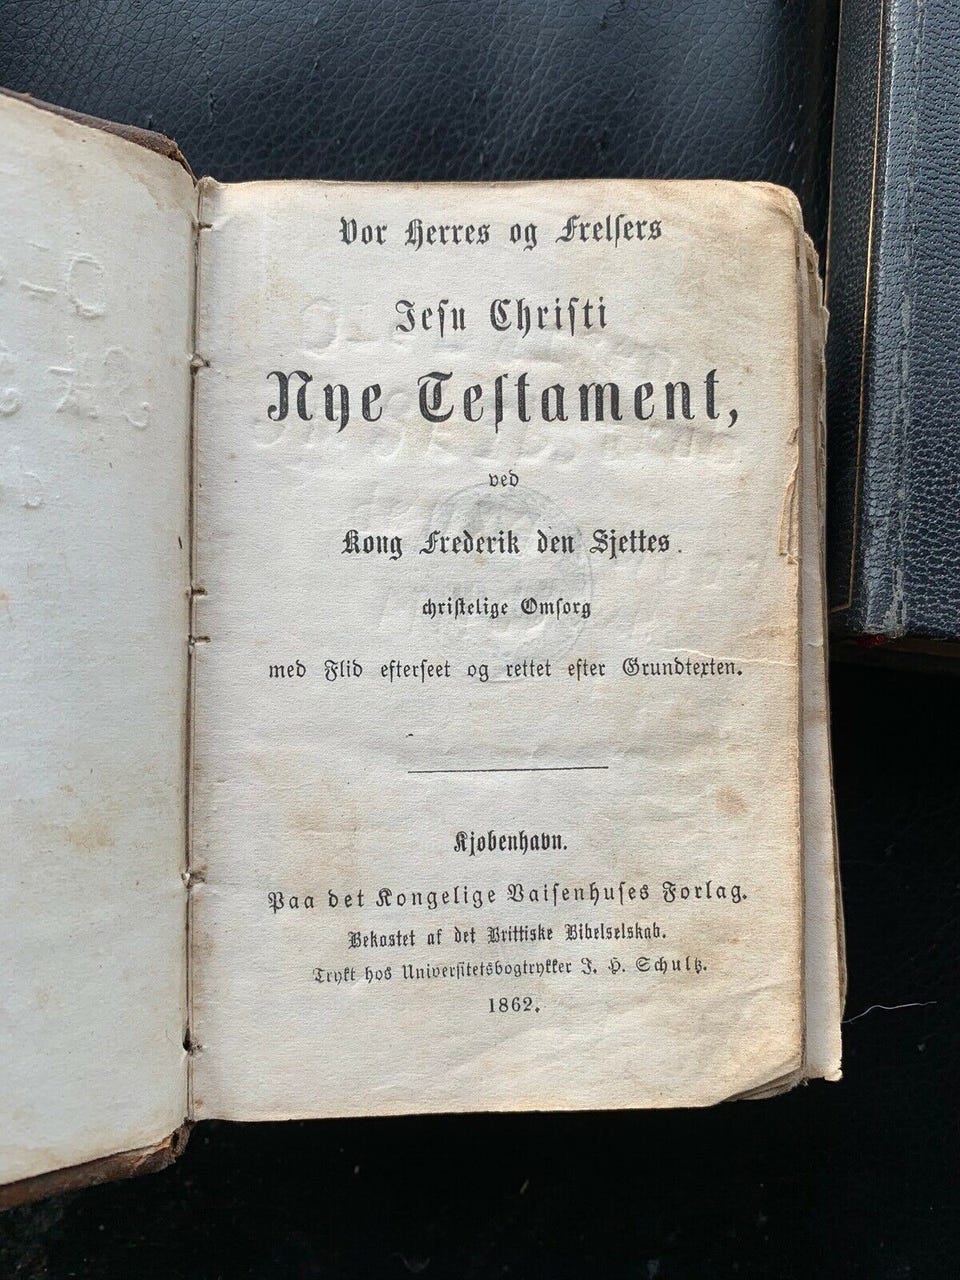 Vor Herres og Frelsers
Jesu Christi
Nye Testament,
ved
Kong Frederik den Sjettes
christelige Omsorg
med Flid efterseet og rettet efter Grundtexten.
Kjøbenhavn.
Paa det Kongelige Vaisenhuses Forlag.
Bekostet af det Brittiske Bibelselskab.
Trykt hos Universitetsbogtrykker J. H. Schultz.
1862.